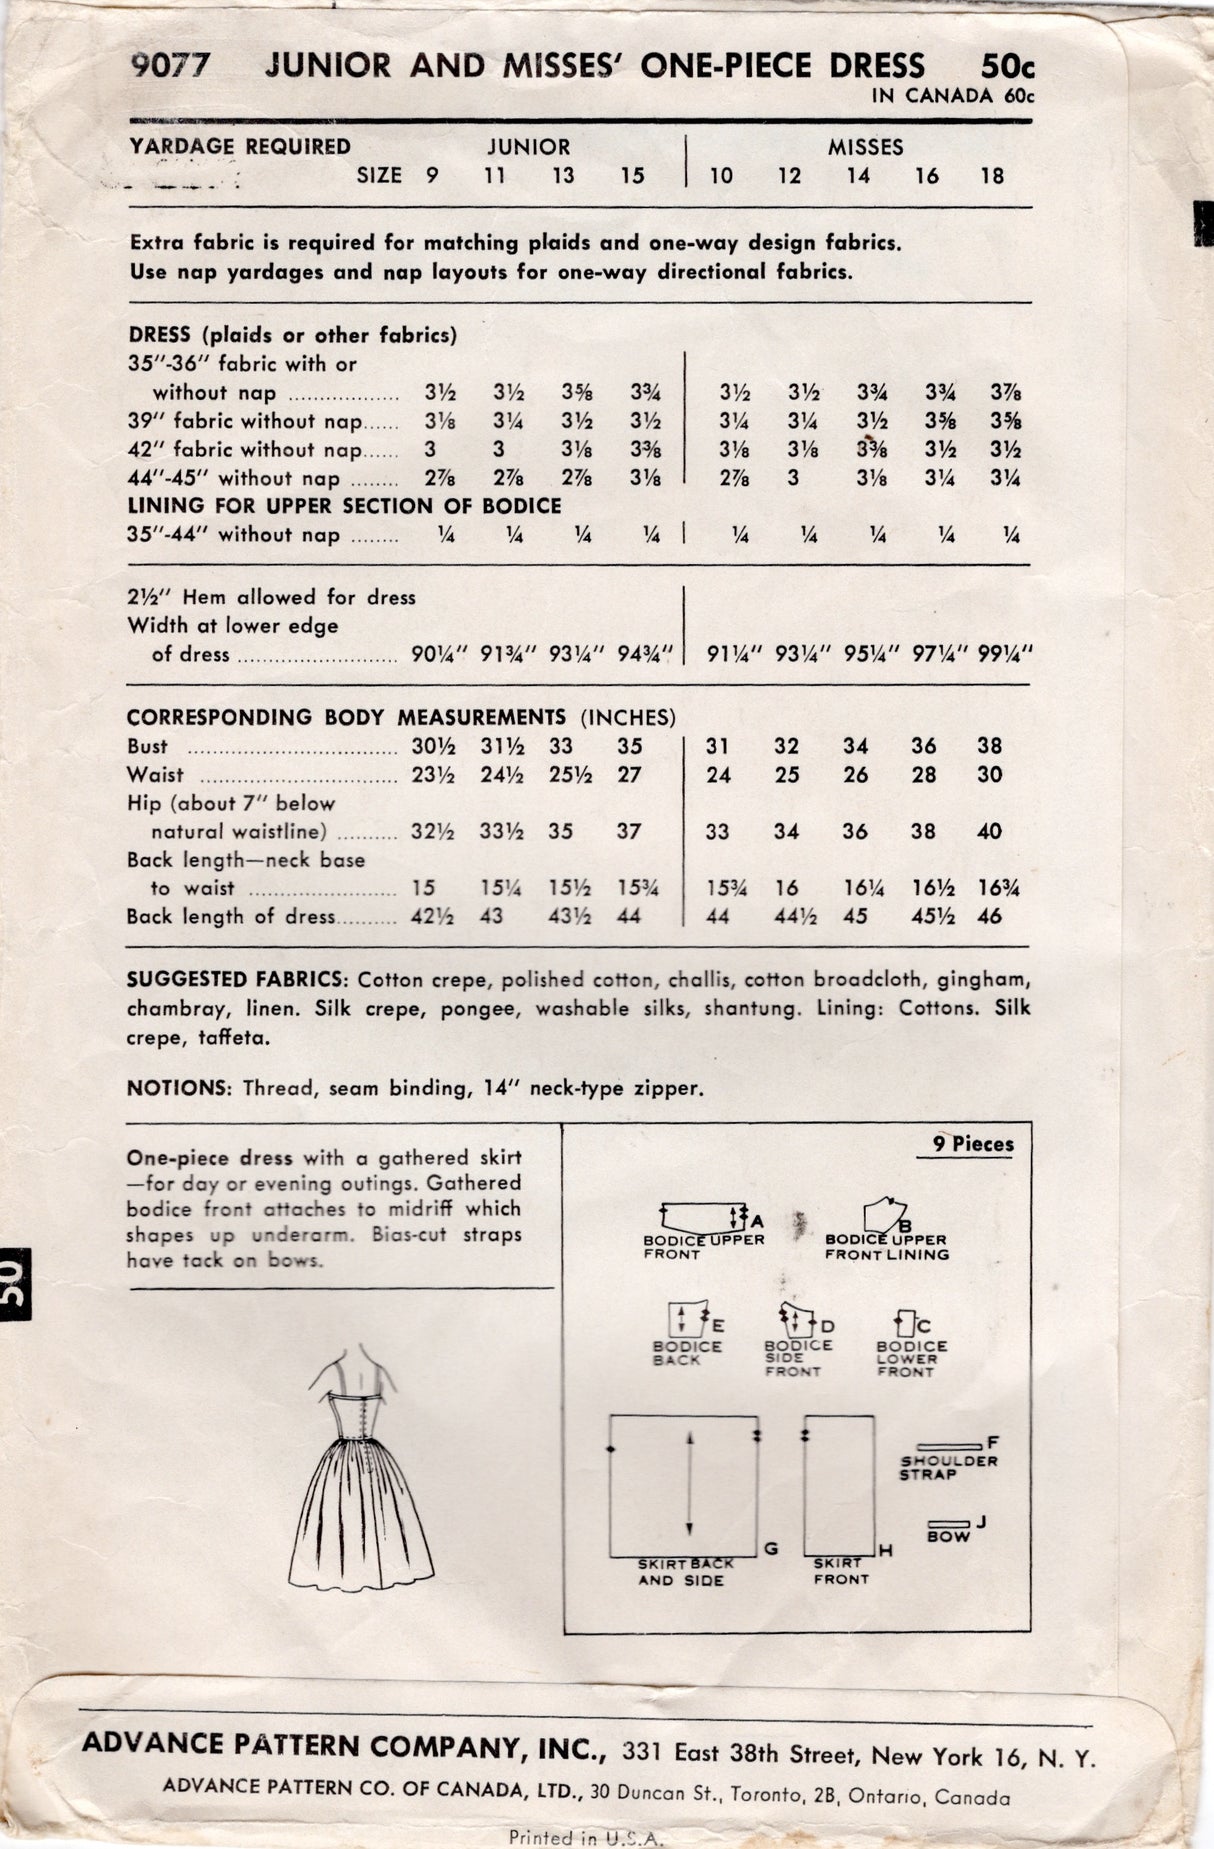 9077 JUNIOR AND MISSES' ONE-PIECE DRESS 50c
IN CANADA 60c
YARDAGE REQUIRED JUNIOR MISSES
SIZE 9 11 13 15 10 12 14 16 18
Extra fabric is required for matching plaids and one-way design fabrics.
Use nap yardages and nap layouts for one-way directional fabrics.
DRESS (plaids or other fabrics)
35"-36" fabric with or
without nap .................. 3½ 3½ 3⅝ 3¾ 3½ 3½ 3¾ 3¾ 3⅞
39" fabric without nap...... 3⅛ 3¼ 3½ 3½ 3¼ 3¼ 3½ 3⅝ 3⅝
42" fabric without nap...... 3 3 3⅛ 3⅜ 3⅛ 3⅛ 3⅜ 3½ 3½
44"-45" without nap ........ 2⅞ 2⅞ 2⅞ 3⅛ 2⅞ 3 3⅛ 3¼ 3¼
LINING FOR UPPER SECTION OF BODICE
35"-44" without nap ........ ¼ ¼ ¼ ¼ ¼ ¼ ¼ ¼ ¼
2½" Hem allowed for dress
Width at lower edge
of dress .......................... 90¼" 91¾" 93¼" 94¾" 91¼" 93¼" 95¼" 97¼" 99¼"
CORRESPONDING BODY MEASUREMENTS (INCHES)
Bust .................................. 30½ 31½ 33 35 31 32 34 36 38
Waist ................................ 23½ 24½ 25½ 27 24 25 26 28 30
Hip (about 7" below
natural waistline) .......... 32½ 33½ 35 37 33 34 36 38 40
Back length—neck base
to waist ........................ 15 15¼ 15½ 15¾ 15¾ 16 16¼ 16½ 16¾
Back length of dress.......... 42½ 43 43½ 44 44 44½ 45 45½ 46
SUGGESTED FABRICS: Cotton crepe, polished cotton, challis, cotton broadcloth, gingham,
chambray, linen. Silk crepe, pongee, washable silks, shantung. Lining: Cottons. Silk
crepe, taffeta.
NOTIONS: Thread, seam binding, 14" neck-type zipper.
One-piece dress with a gathered skirt
—for day or evening outings. Gathered
bodice front attaches to midriff which
shapes up underarm. Bias-cut straps
have tack on bows.
50
9 Pieces
A
BODICE UPPER
FRONT
B
BODICE UPPER
FRONT LINING
E
BODICE
BACK
D
BODICE
SIDE
FRONT
C
BODICE
LOWER
FRONT
G
SKIRT BACK
AND SIDE
H
SKIRT
FRONT
F
SHOULDER
STRAP
J
BOW
ADVANCE PATTERN COMPANY, INC., 331 East 38th Street, New York 16, N. Y.
ADVANCE PATTERN CO. OF CANADA, LTD., 30 Duncan St., Toronto, 2B, Ontario, Canada
Printed in U.S.A.